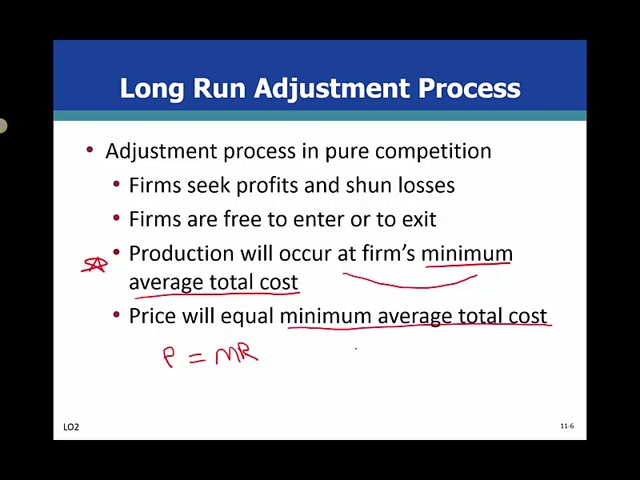 Long Run Adjustment Process
• Adjustment process in pure competition
• Firms seek profits and shun losses
• Firms are free to enter or to exit
• Production will occur at firm's minimum
average total cost
• Price will equal minimum average total cost
P = MR
LO2
11-6